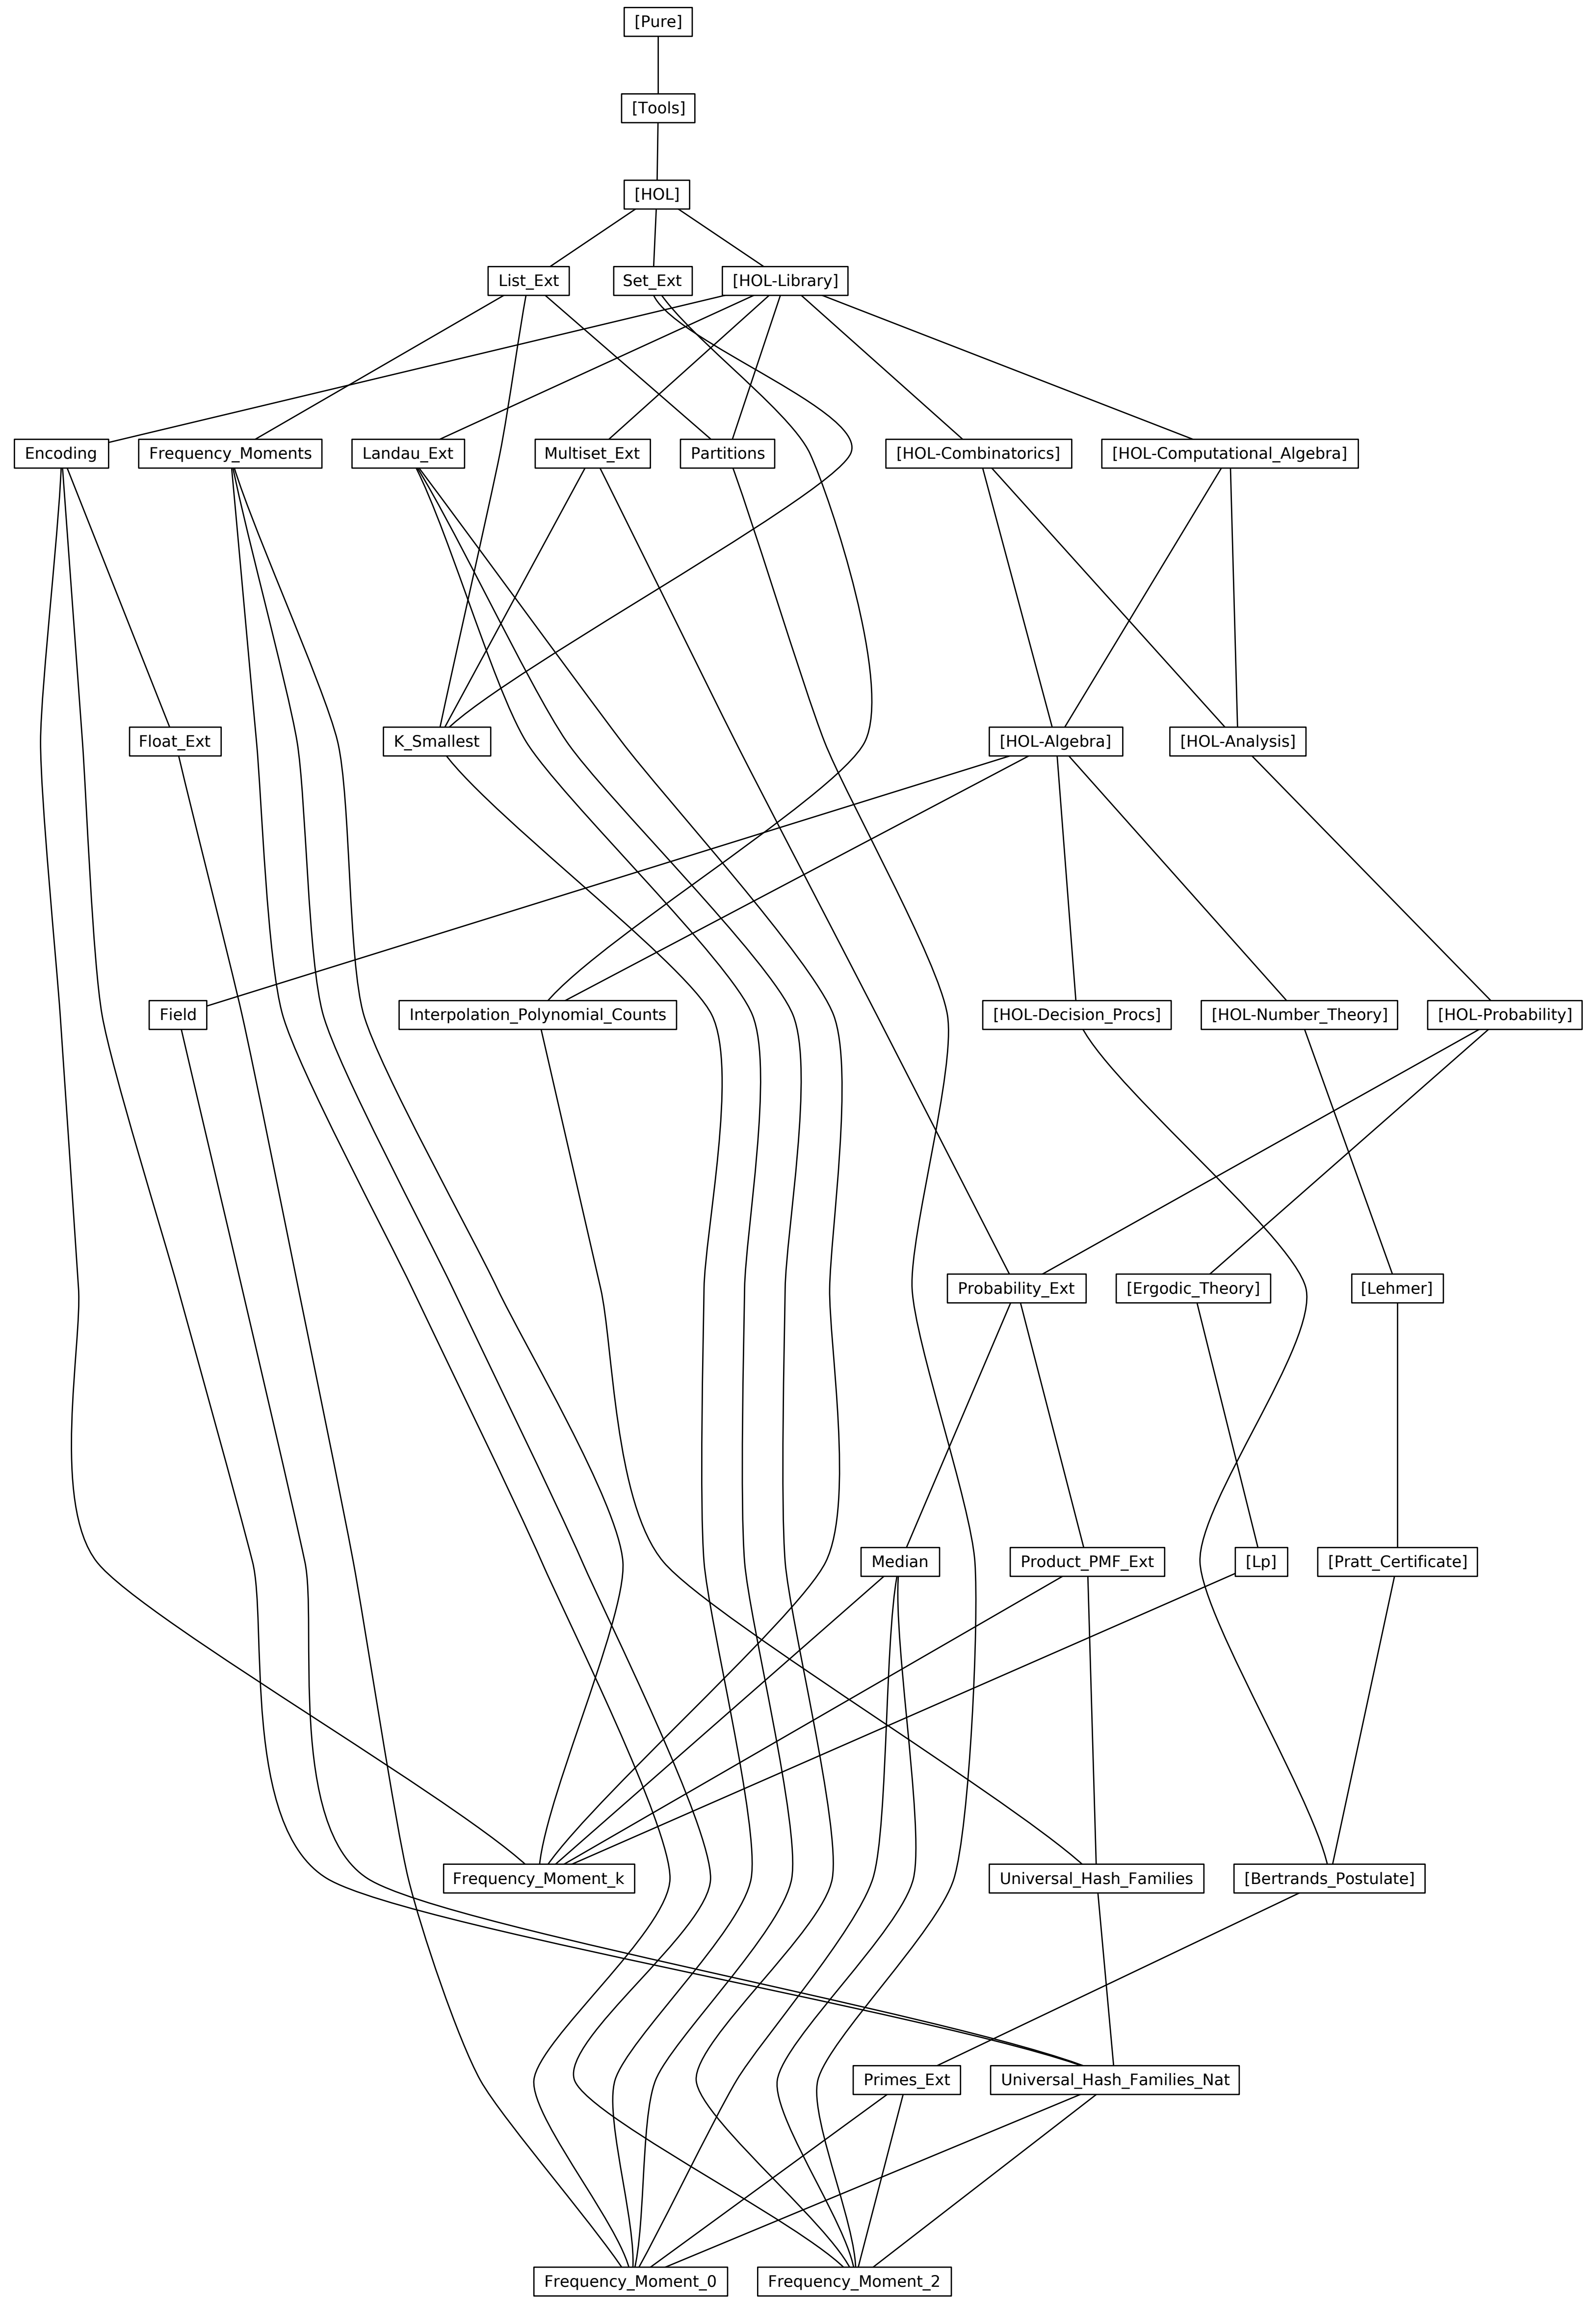 [Pure]
[Tools]
[HOL]
List_Ext
Set_Ext
[HOL-Library]
Encoding
Frequency_Moments
Landau_Ext
Multiset_Ext
Partitions
[HOL-Combinatorics]
[HOL-Computational_Algebra]
Float_Ext
K_Smallest
[HOL-Algebra]
[HOL-Analysis]
Field
Interpolation_Polynomial_Counts
[HOL-Decision_Procs]
[HOL-Number_Theory]
[HOL-Probability]
Probability_Ext
[Ergodic_Theory]
[Lehmer]
Median
Product_PMF_Ext
[Lp]
[Pratt_Certificate]
Frequency_Moment_k
Universal_Hash_Families
[Bertrands_Postulate]
Primes_Ext
Universal_Hash_Families_Nat
Frequency_Moment_0
Frequency_Moment_2